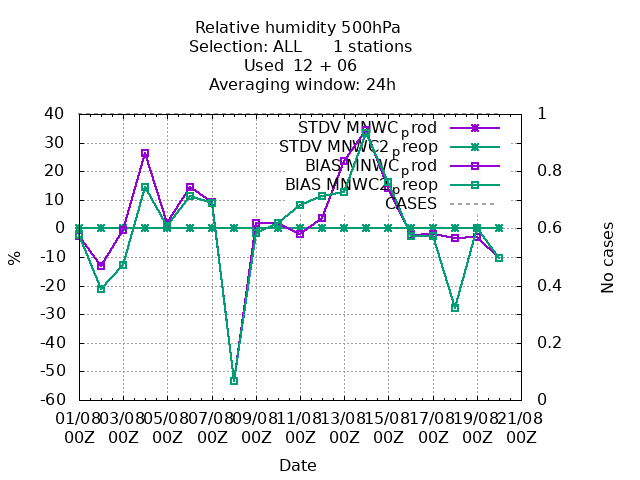 Relative humidity 500hPa
Selection: ALL 1 stations
Used 12 + 06
Averaging window: 24h
STDV MNWC_prod
STDV MNWC2_preop
BIAS MNWC_prod
BIAS MNWC2_preop
CASES
40
30
20
10
0
-10
-20
-30
-40
-50
-60
1
0.8
0.6
0.4
0.2
0
%
No cases
01/08 03/08 05/08 07/08 09/08 11/08 13/08 15/08 17/08 19/08 21/08
00Z 00Z 00Z 00Z 00Z 00Z 00Z 00Z 00Z 00Z 00Z
Date